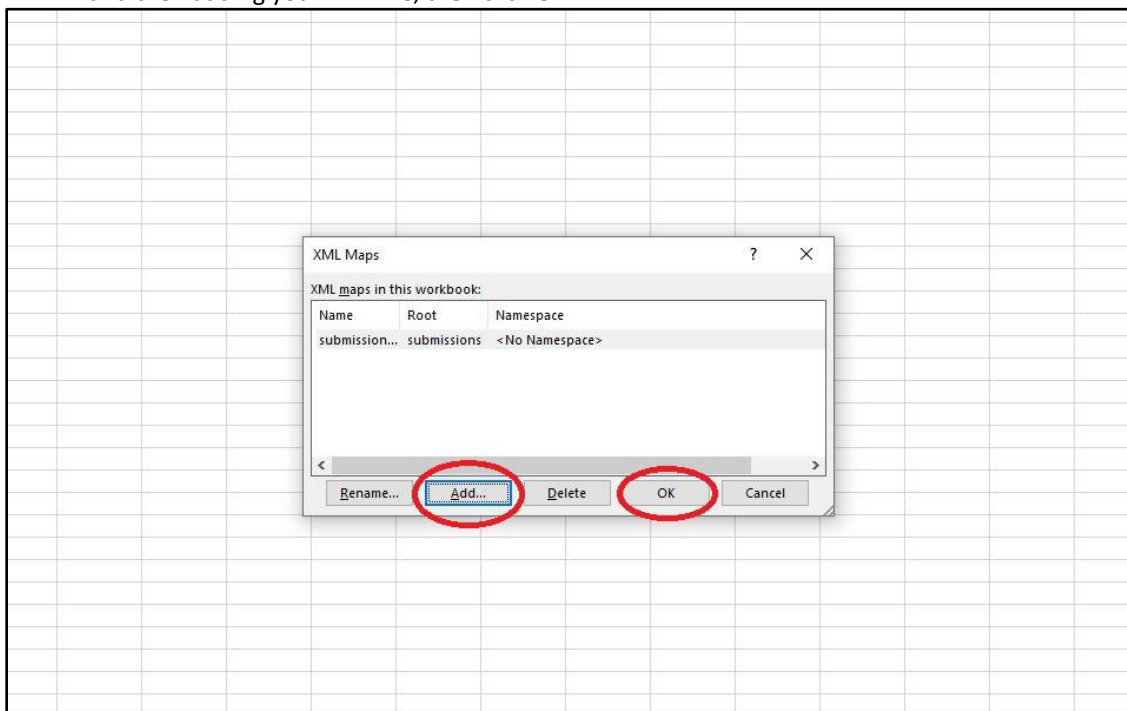 XML Maps ? ×
XML maps in this workbook:
Name Root Namespace
submission... submissions <No Namespace>
Rename... Add... Delete OK Cancel